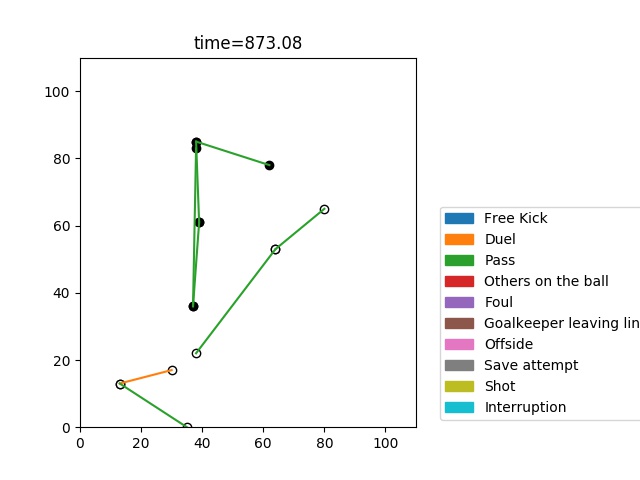 time=873.08
100
80
60
40
20
0
0 20 40 60 80 100
Free Kick
Duel
Pass
Others on the ball
Foul
Goalkeeper leaving lin
Offside
Save attempt
Shot
Interruption